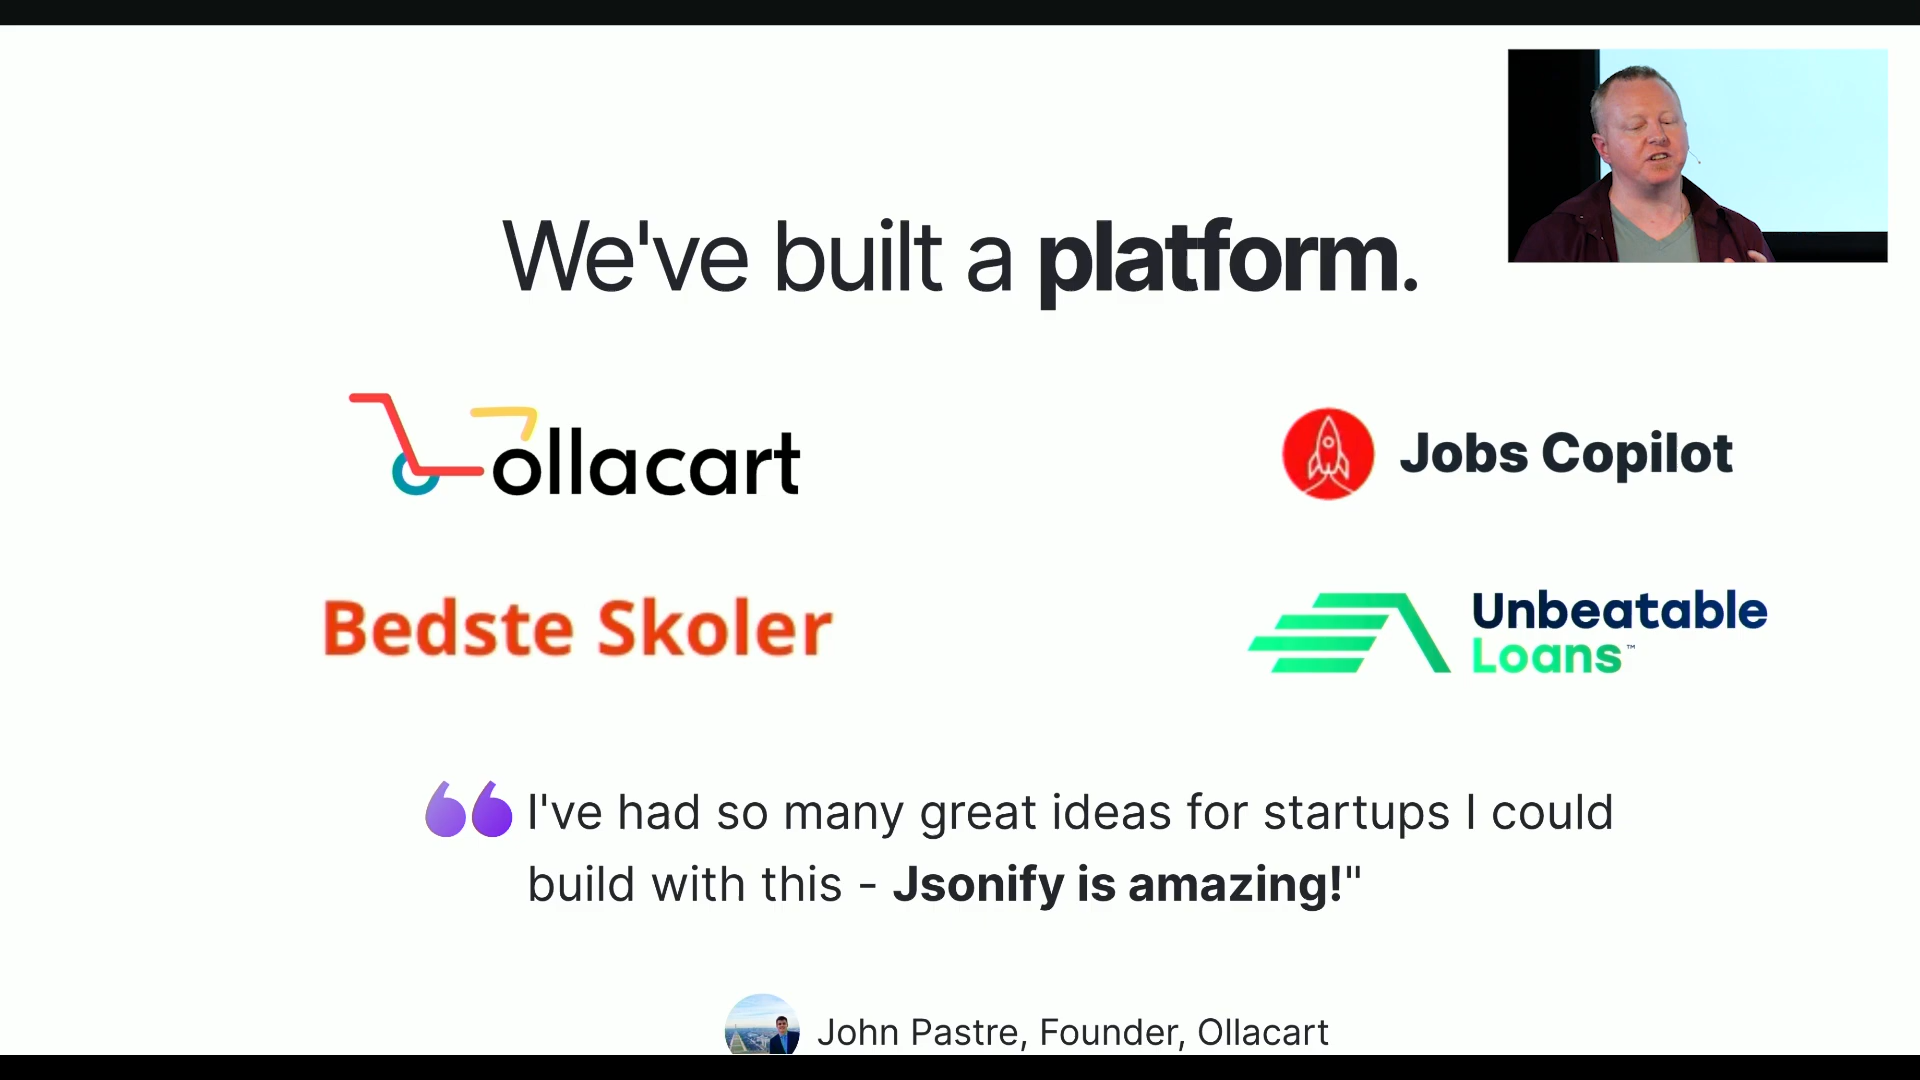 We've built a platform.
ollacart
Jobs Copilot
Bedste Skoler
Unbeatable
Loans™
❝ I've had so many great ideas for startups I could
build with this - Jsonify is amazing!"
John Pastre, Founder, Ollacart